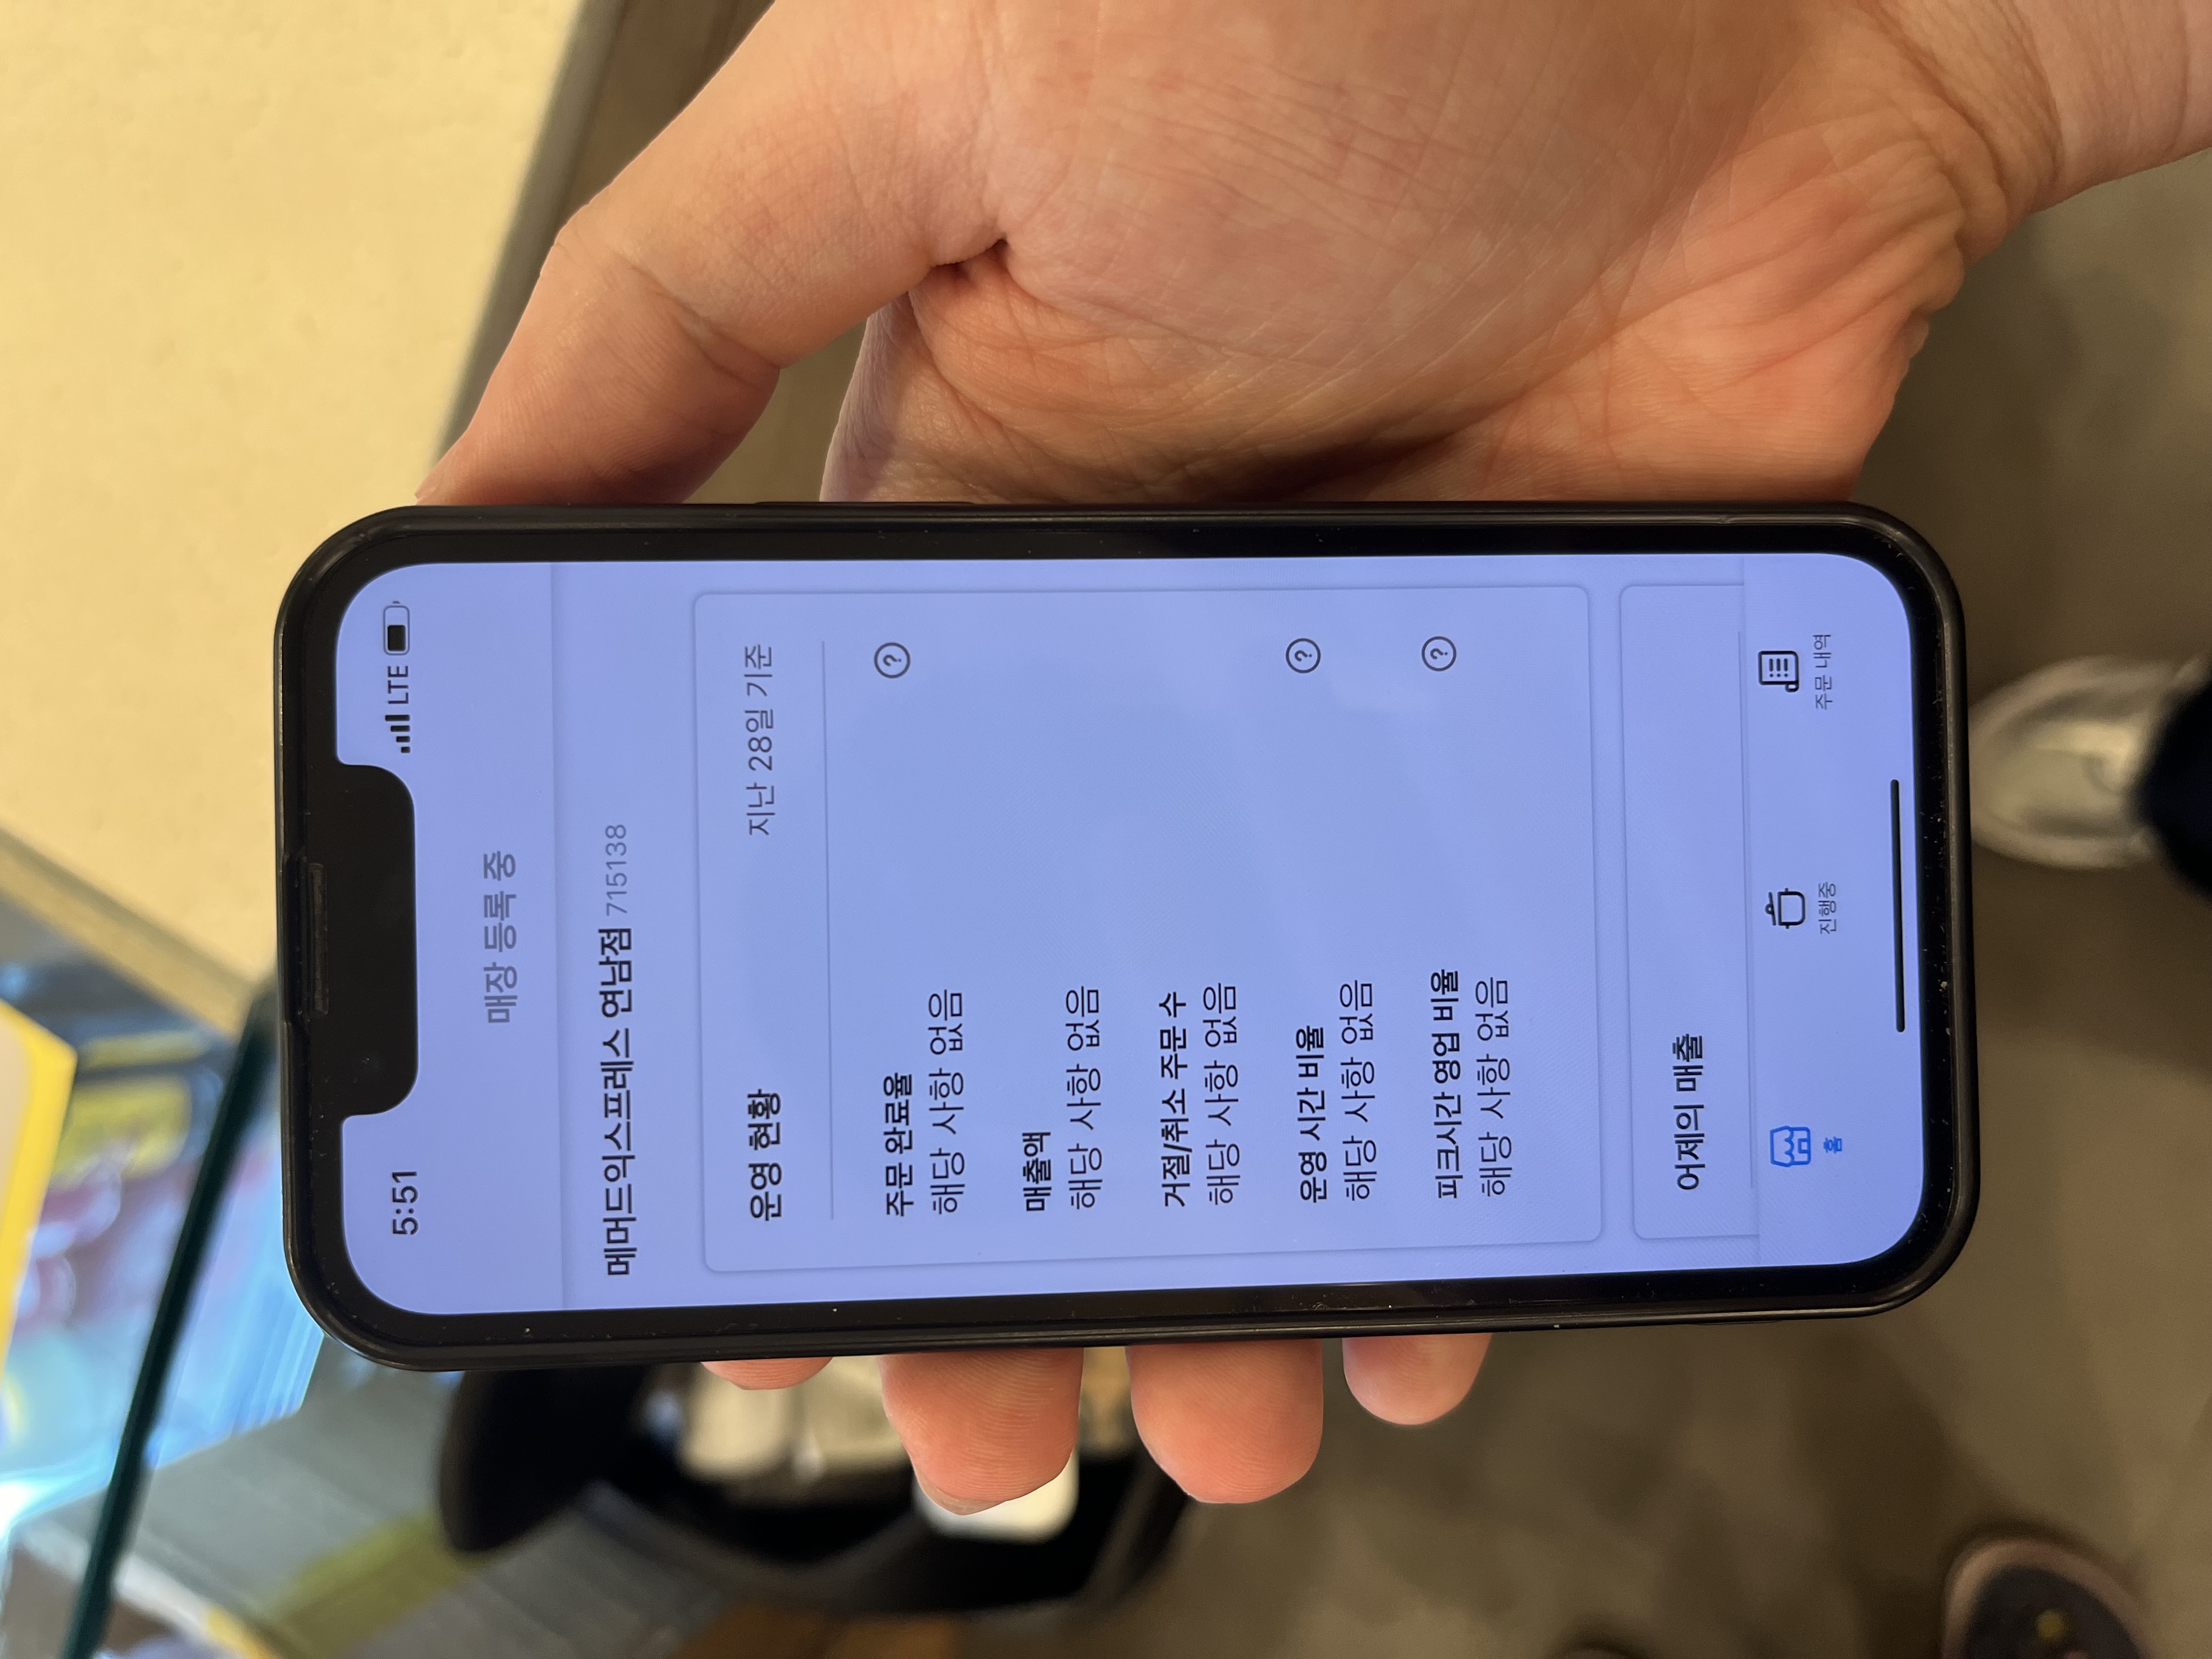 5:51 LTE
매장 등록 중
메머드익스프레스 연남점 715138
운영 현황 지난 28일 기준
주문 완료율 ?
해당 사항 없음
매출액
해당 사항 없음
거절/취소 주문 수
해당 사항 없음
운영 시간 비율 ?
해당 사항 없음
피크시간 영업 비율 ?
해당 사항 없음
어제의 매출
홈 진행중 주문 내역